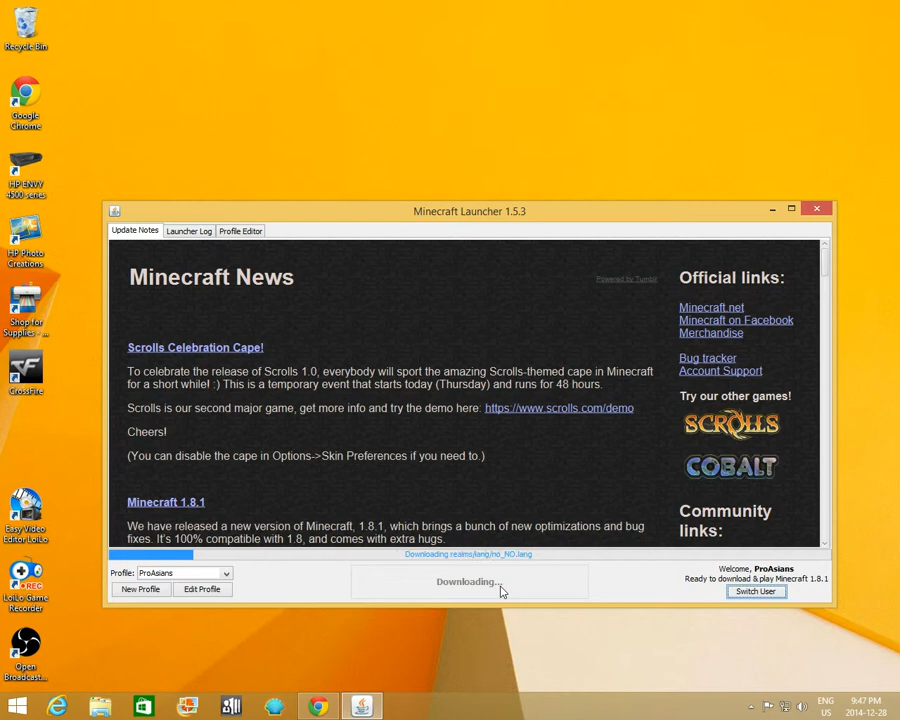 Recycle Bin
Google
Chrome
HP ENVY
4500 series
HP Photo
Creations
Shop for
Supplies - ...
CrossFire
Easy Video
Editor LoiLo
REC
LoiLo Game
Recorder
Open
Broadcast...
Minecraft Launcher 1.5.3
Update Notes
Launcher Log
Profile Editor
Minecraft News
Powered by Tumblr
Scrolls Celebration Cape!
To celebrate the release of Scrolls 1.0, everybody will sport the amazing Scrolls-themed cape in Minecraft
for a short while! :) This is a temporary event that starts today (Thursday) and runs for 48 hours.
Scrolls is our second major game, get more info and try the demo here: https://www.scrolls.com/demo
Cheers!
(You can disable the cape in Options->Skin Preferences if you need to.)
Minecraft 1.8.1
We have released a new version of Minecraft, 1.8.1, which brings a bunch of new optimizations and bug
fixes. It's 100% compatible with 1.8, and comes with extra hugs.
Official links:
Minecraft.net
Minecraft on Facebook
Merchandise
Bug tracker
Account Support
Try our other games!
SCROLLS
COBALT
Community
links:
Downloading realms/lang/no_NO.lang
Profile: ProAsians
New Profile
Edit Profile
Downloading...
Welcome, ProAsians
Ready to download & play Minecraft 1.8.1
Switch User
ENG
US
9:47 PM
2014-12-28